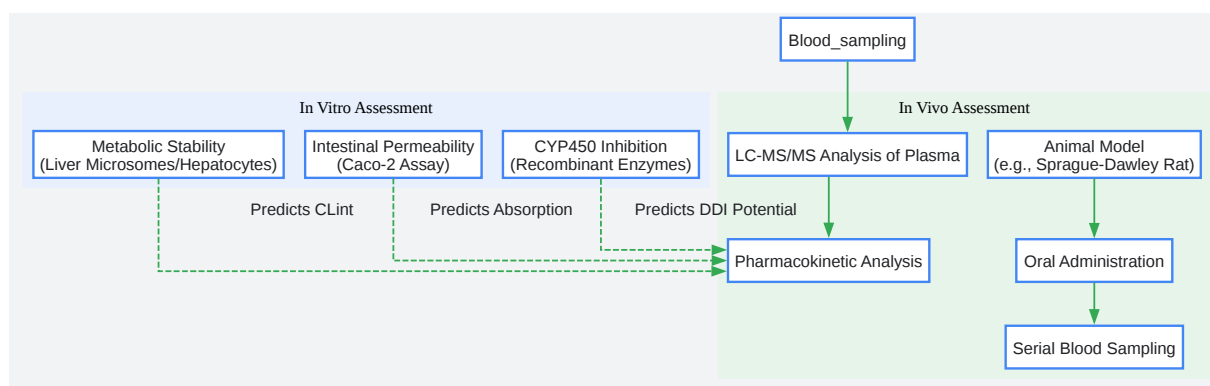 Blood_sampling
In Vitro Assessment
In Vivo Assessment
Metabolic Stability
(Liver Microsomes/Hepatocytes)
Intestinal Permeability
(Caco-2 Assay)
CYP450 Inhibition
(Recombinant Enzymes)
LC-MS/MS Analysis of Plasma
Animal Model
(e.g., Sprague-Dawley Rat)
Predicts CLint
Predicts Absorption
Predicts DDI Potential
Pharmacokinetic Analysis
Oral Administration
Serial Blood Sampling